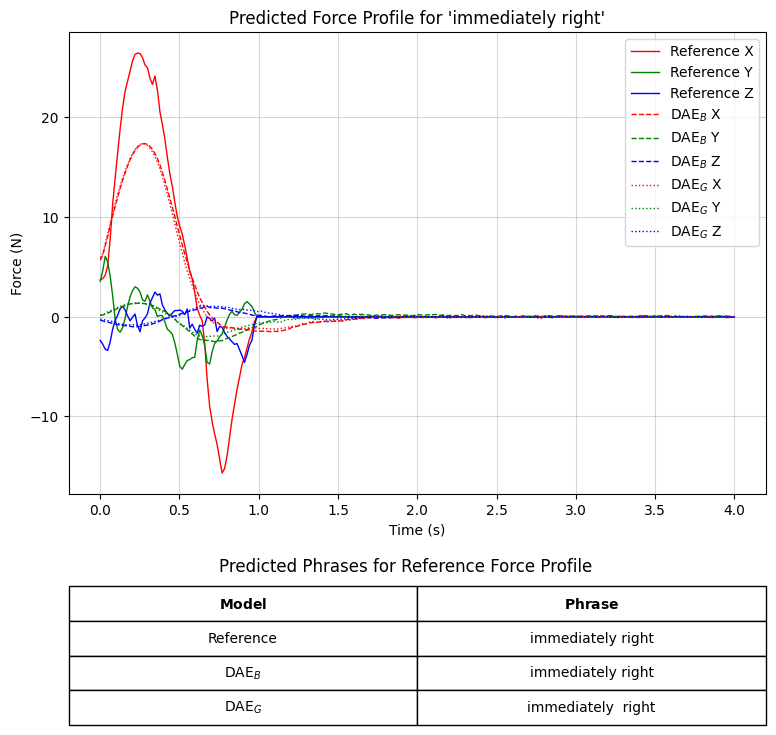 Predicted Force Profile for 'immediately right'
Force (N)
20
10
0
−10
Reference X
Reference Y
Reference Z
DAE_B X
DAE_B Y
DAE_B Z
DAE_G X
DAE_G Y
DAE_G Z
0.0 0.5 1.0 1.5 2.0 2.5 3.0 3.5 4.0
Time (s)
Predicted Phrases for Reference Force Profile
Model Phrase
Reference immediately right
DAE_B immediately right
DAE_G immediately  right